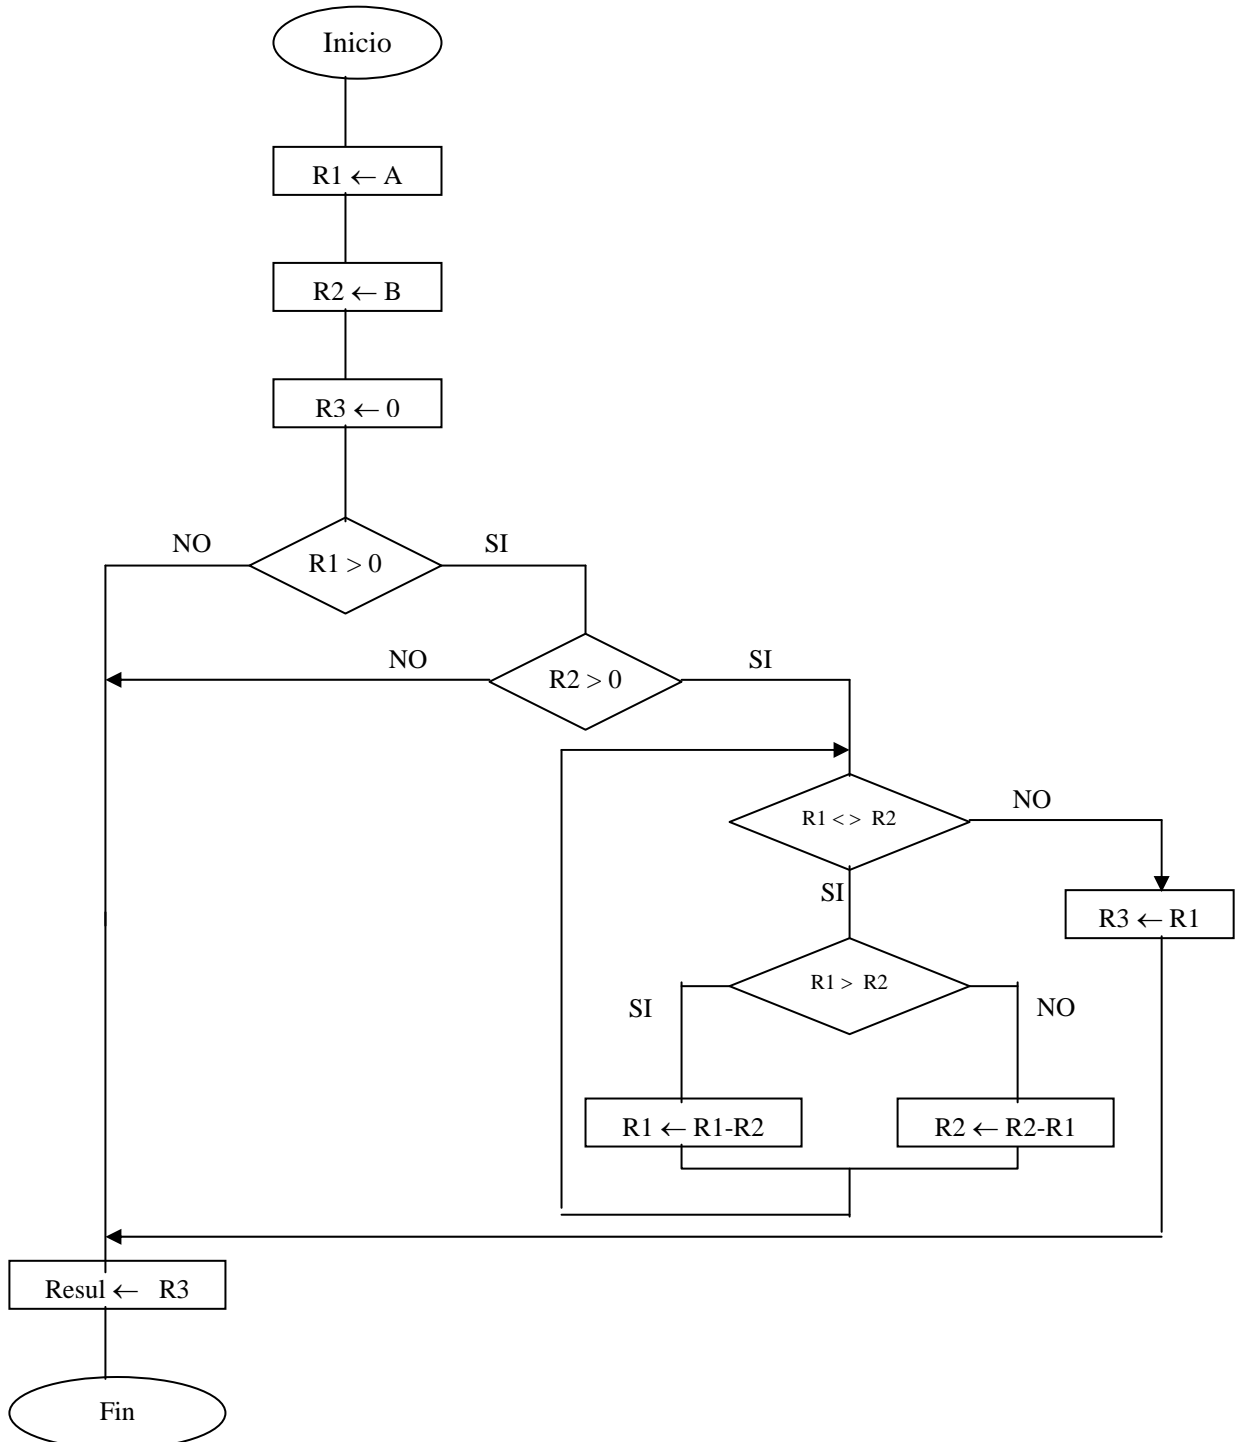 Inicio
R1 ← A
R2 ← B
R3 ← 0
NO
SI
R1 > 0
NO
SI
R2 > 0
NO
R1 < > R2
SI
R3 ← R1
R1 > R2
SI
NO
R1 ← R1-R2
R2 ← R2-R1
Resul ← R3
Fin